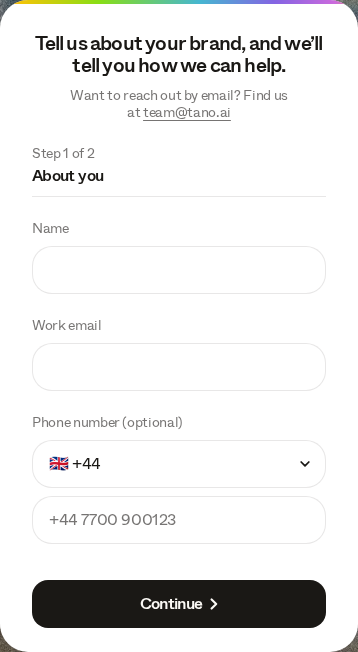 Tell us about your brand, and we’ll
tell you how we can help.
Want to reach out by email? Find us
at team@tano.ai
Step 1 of 2
About you
Name
Work email
Phone number (optional)
🇬🇧 +44
+44 7700 900123
Continue